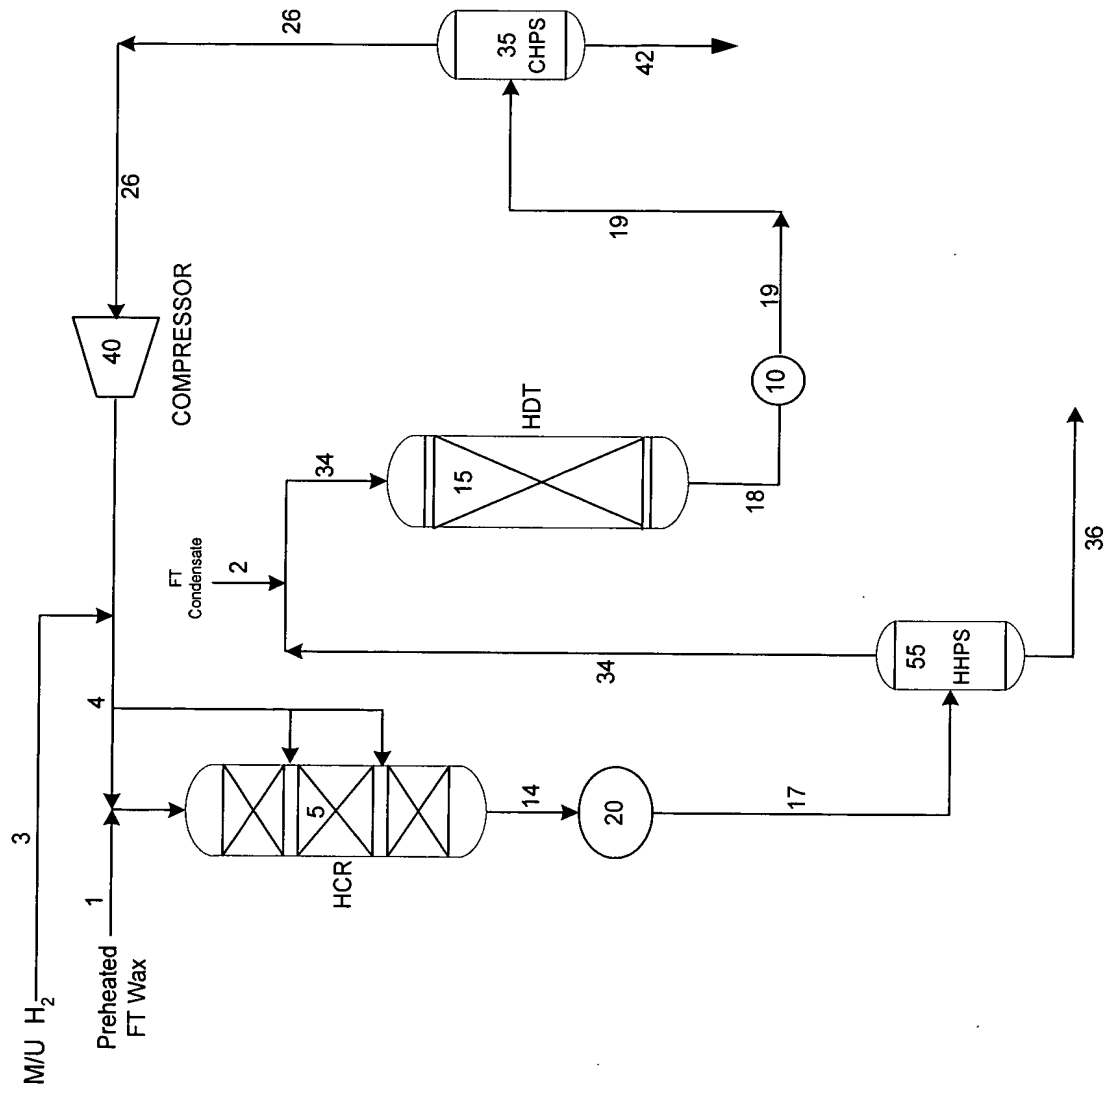 M/U H2
3
Preheated
FT Wax
1
4
HCR
5
14
20
17
55
HHPS
36
34
FT
Condensate
2
34
15
HDT
18
10
19
19
40
COMPRESSOR
26
26
35
CHPS
42